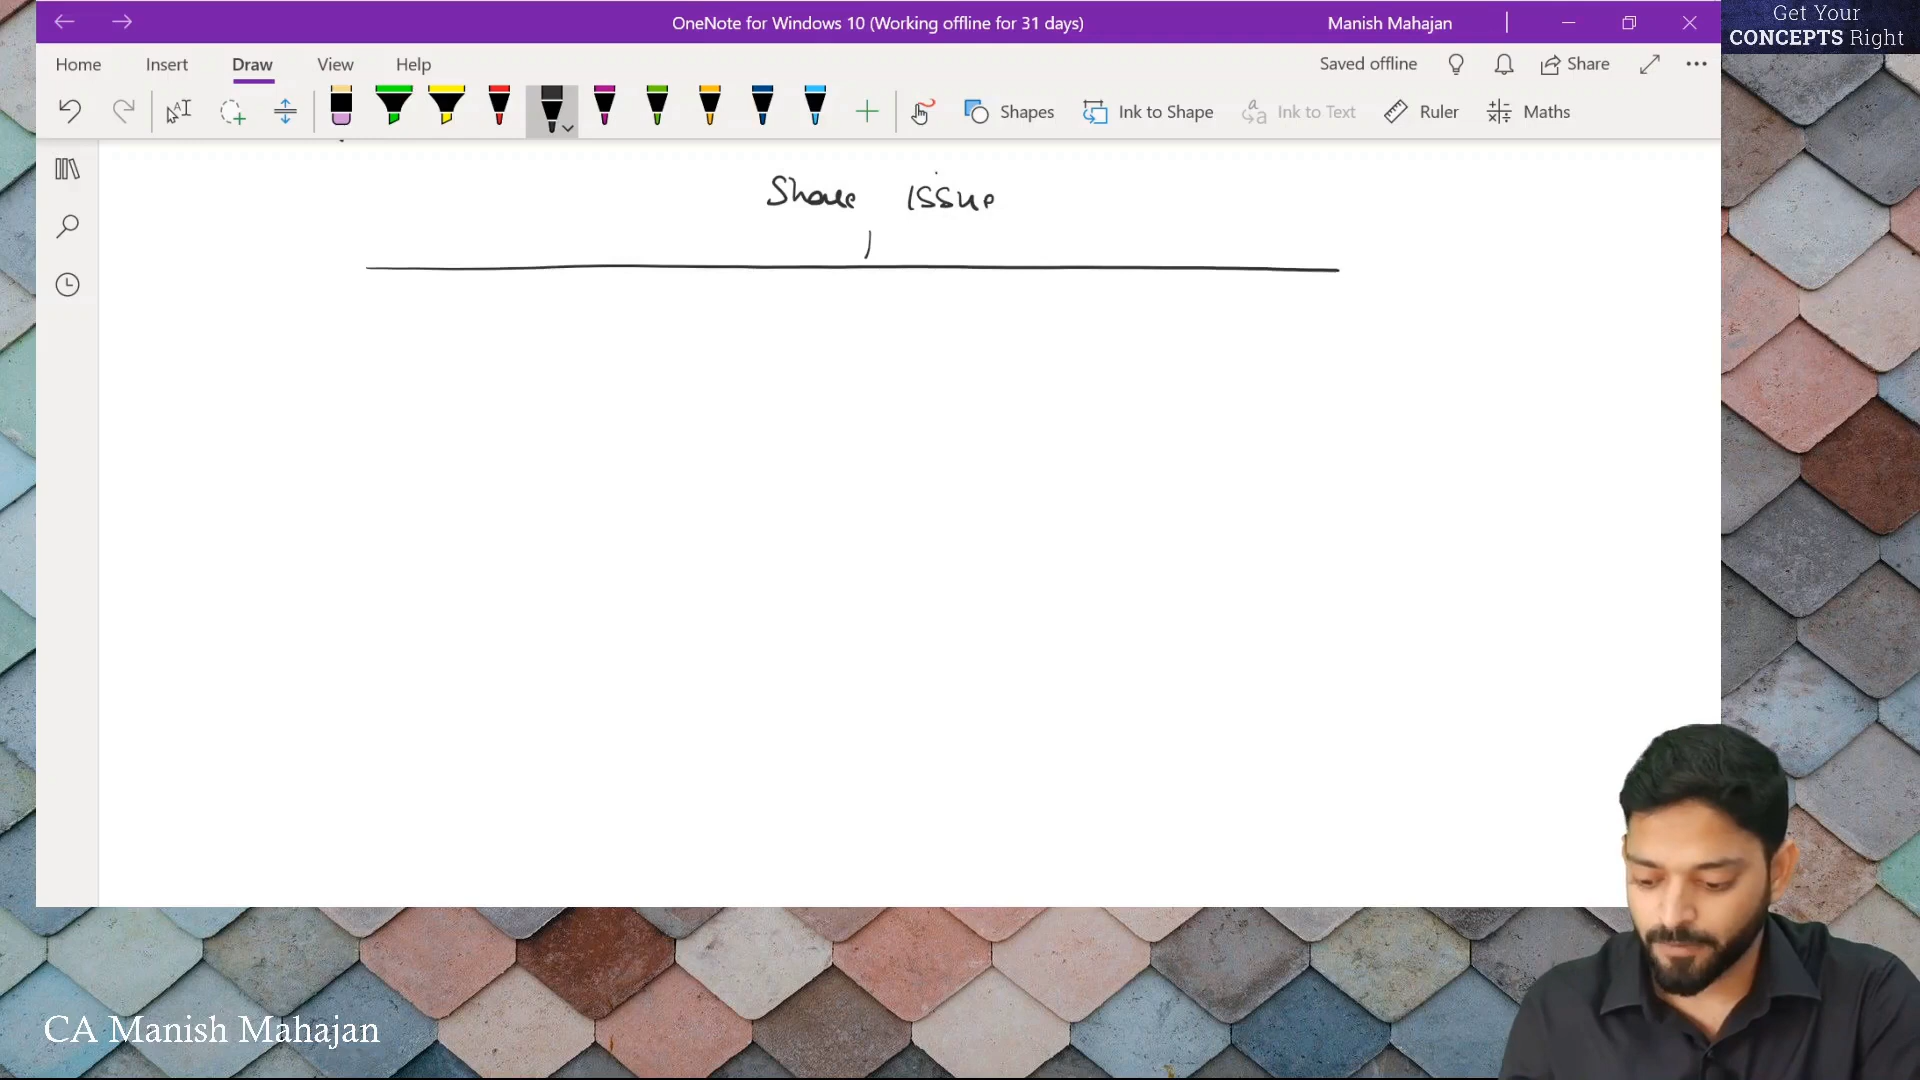 OneNote for Windows 10 (Working offline for 31 days)
Manish Mahajan
Get Your
CONCEPTS Right
Home Insert Draw View Help
Saved offline Share
Shapes Ink to Shape Ink to Text Ruler Maths
Share Issue
CA Manish Mahajan